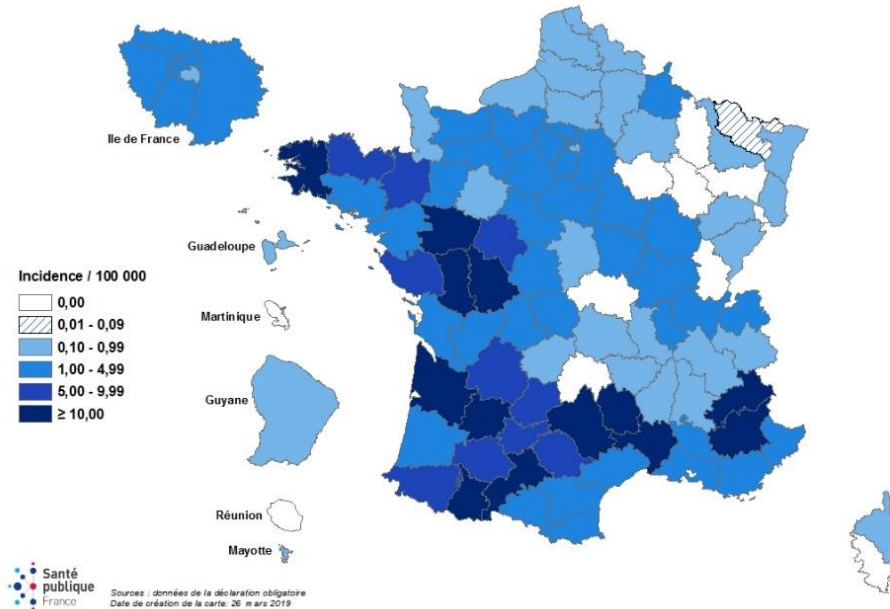 Ile de France
Guadeloupe
Incidence / 100 000
0,00
0,01 - 0,09
0,10 - 0,99
1,00 - 4,99
5,00 - 9,99
≥ 10,00
Martinique
Guyane
Réunion
Mayotte
Santé
publique
France
Sources : données de la déclaration obligatoire
Date de création de la carte: 26 mars 2019